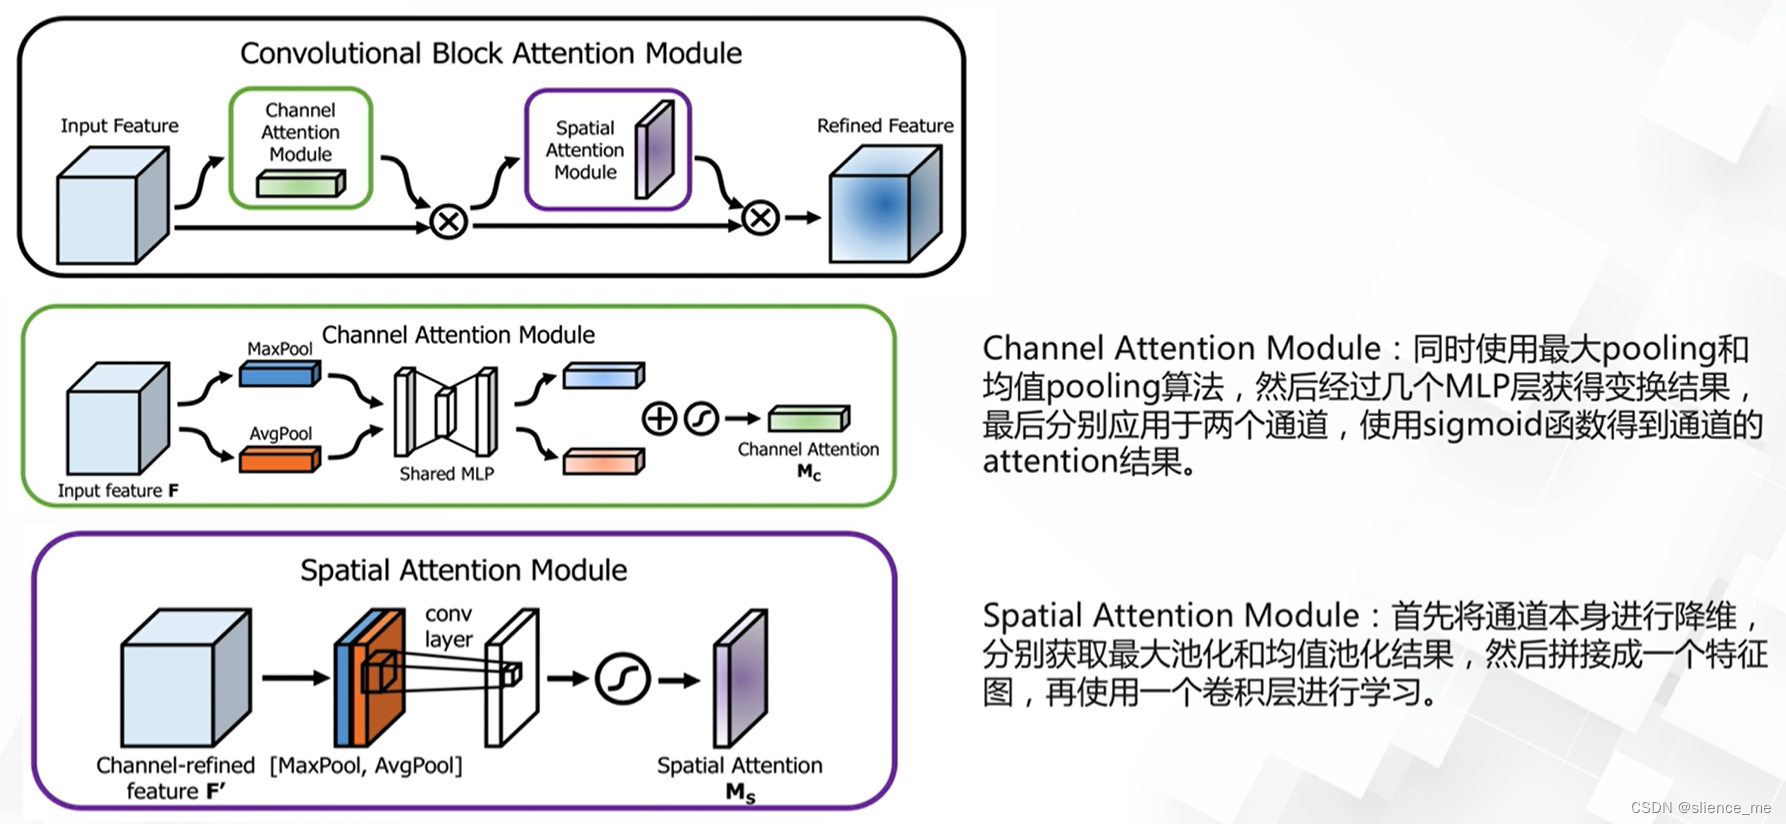 Convolutional Block Attention Module
Input Feature
Channel
Attention
Module
Spatial
Attention
Module
Refined Feature
Channel Attention Module
MaxPool
AvgPool
Shared MLP
Channel Attention
Mc
Input feature F
Channel Attention Module：同时使用最大pooling和
均值pooling算法，然后经过几个MLP层获得变换结果，
最后分别应用于两个通道，使用sigmoid函数得到通道的
attention结果。
Spatial Attention Module
conv
layer
Channel-refined
feature F′
[MaxPool, AvgPool]
Spatial Attention
Ms
Spatial Attention Module：首先将通道本身进行降维，
分别获取最大池化和均值池化结果，然后拼接成一个特征
图，再使用一个卷积层进行学习。
CSDN @slience_me